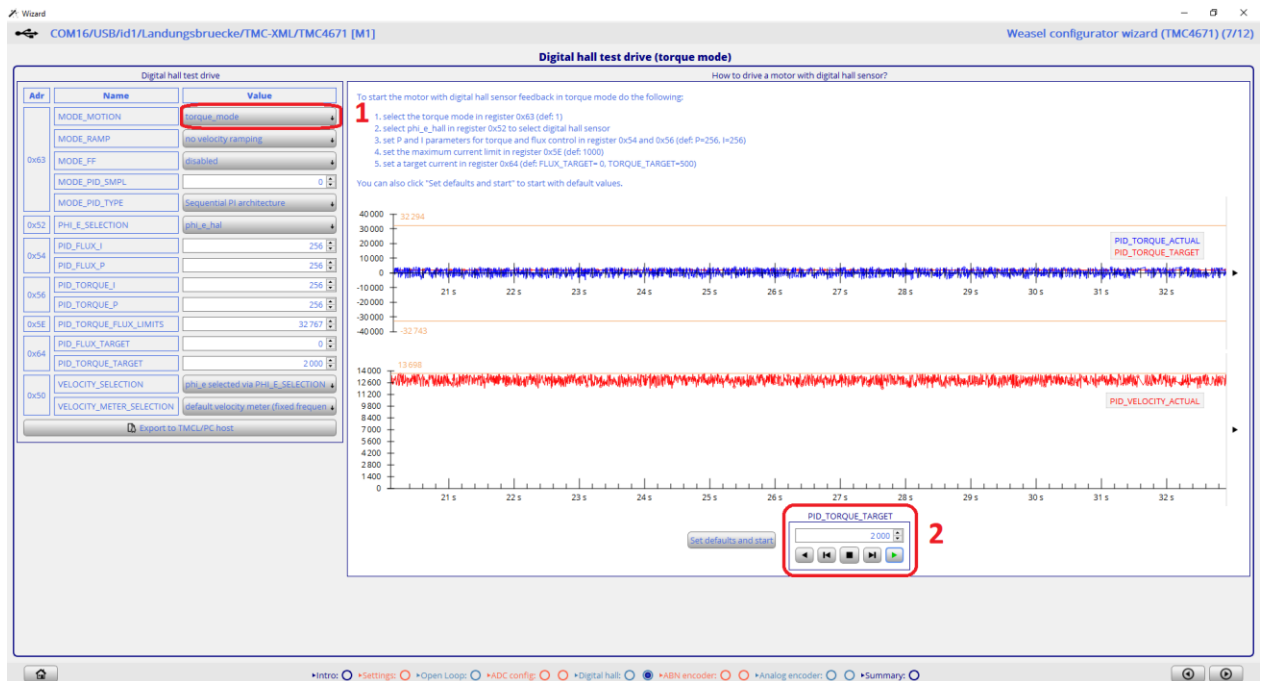 Wizard
COM16/USB/id1/Landungsbruecke/TMC-XML/TMC4671 [M1]
Weasel configurator wizard (TMC4671) (7/12)
Digital hall test drive (torque mode)
Digital hall test drive
Adr Name Value
0x63
MODE_MOTION torque_mode
MODE_RAMP no velocity ramping
MODE_FF disabled
MODE_PID_SMPL 0
MODE_PID_TYPE Sequential PI architecture
0x52 PHI_E_SELECTION phi_e_hal
0x54
PID_FLUX_I 256
PID_FLUX_P 256
0x56
PID_TORQUE_I 256
PID_TORQUE_P 256
0x5E PID_TORQUE_FLUX_LIMITS 32 767
0x64
PID_FLUX_TARGET 0
PID_TORQUE_TARGET 2 000
0x50
VELOCITY_SELECTION phi_e selected via PHI_E_SELECTION
VELOCITY_METER_SELECTION default velocity meter (fixed frequen
Export to TMCL/PC host
How to drive a motor with digital hall sensor?
1
To start the motor with digital hall sensor feedback in torque mode do the following:
1. select the torque mode in register 0x63 (def: 1)
2. select phi_e_hall in register 0x52 to select digital hall sensor
3. set P and I parameters for torque and flux control in register 0x54 and 0x56 (def: P=256, I=256)
4. set the maximum current limit in register 0x5E (def: 1000)
5. set a target current in register 0x64 (def: FLUX_TARGET= 0, TORQUE_TARGET=500)
You can also click "Set defaults and start" to start with default values.
40 000
32 294
30 000
20 000
10 000
0
-10 000
-20 000
-30 000
-40 000
-32 743
PID_TORQUE_ACTUAL
PID_TORQUE_TARGET
21 s 22 s 23 s 24 s 25 s 26 s 27 s 28 s 29 s 30 s 31 s 32 s
13 698
14 000
12 600
11 200
9 800
8 400
7 000
5 600
4 200
2 800
1 400
0
PID_VELOCITY_ACTUAL
21 s 22 s 23 s 24 s 25 s 26 s 27 s 28 s 29 s 30 s 31 s 32 s
Set defaults and start
PID_TORQUE_TARGET
2 000
2
Intro: Settings: Open Loop: ADC config: Digital hall: ABN encoder: Analog encoder: Summary: